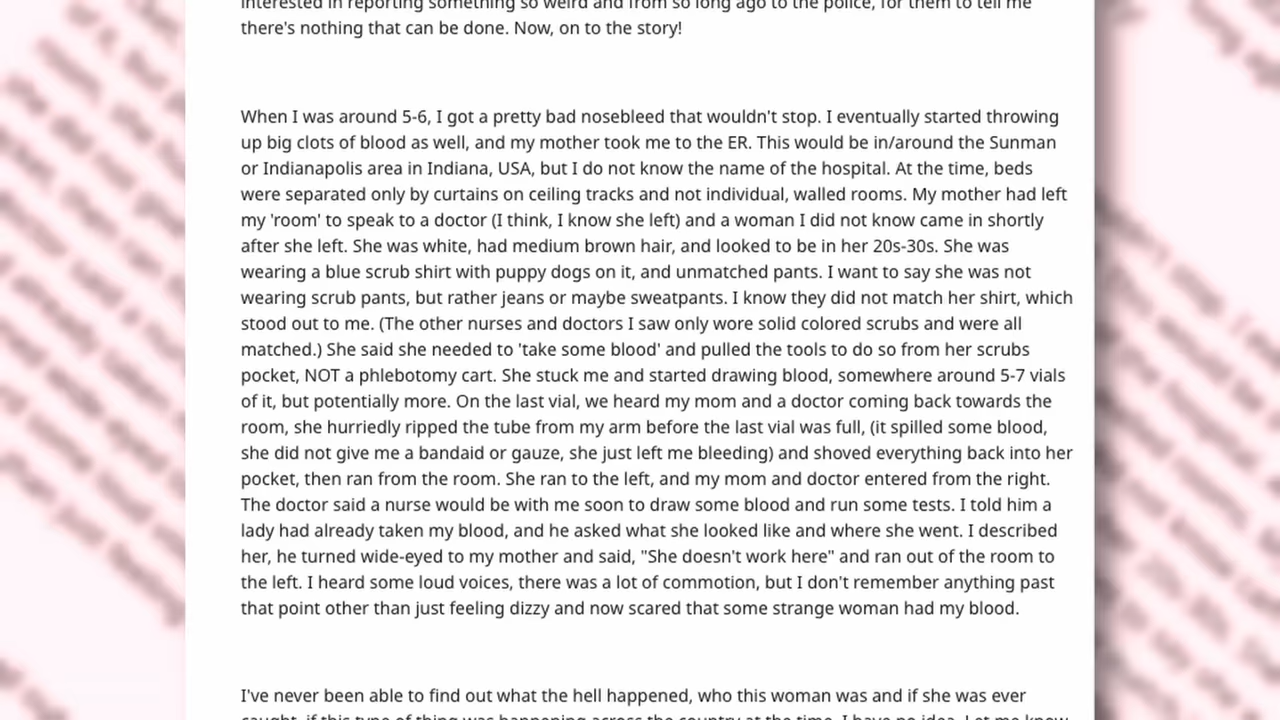 interested in reporting something so weird and from so long ago to the police, for them to tell me
there's nothing that can be done. Now, on to the story!
When I was around 5-6, I got a pretty bad nosebleed that wouldn't stop. I eventually started throwing
up big clots of blood as well, and my mother took me to the ER. This would be in/around the Sunman
or Indianapolis area in Indiana, USA, but I do not know the name of the hospital. At the time, beds
were separated only by curtains on ceiling tracks and not individual, walled rooms. My mother had left
my 'room' to speak to a doctor (I think, I know she left) and a woman I did not know came in shortly
after she left. She was white, had medium brown hair, and looked to be in her 20s-30s. She was
wearing a blue scrub shirt with puppy dogs on it, and unmatched pants. I want to say she was not
wearing scrub pants, but rather jeans or maybe sweatpants. I know they did not match her shirt, which
stood out to me. (The other nurses and doctors I saw only wore solid colored scrubs and were all
matched.) She said she needed to 'take some blood' and pulled the tools to do so from her scrubs
pocket, NOT a phlebotomy cart. She stuck me and started drawing blood, somewhere around 5-7 vials
of it, but potentially more. On the last vial, we heard my mom and a doctor coming back towards the
room, she hurriedly ripped the tube from my arm before the last vial was full, (it spilled some blood,
she did not give me a bandaid or gauze, she just left me bleeding) and shoved everything back into her
pocket, then ran from the room. She ran to the left, and my mom and doctor entered from the right.
The doctor said a nurse would be with me soon to draw some blood and run some tests. I told him a
lady had already taken my blood, and he asked what she looked like and where she went. I described
her, he turned wide-eyed to my mother and said, "She doesn't work here" and ran out of the room to
the left. I heard some loud voices, there was a lot of commotion, but I don't remember anything past
that point other than just feeling dizzy and now scared that some strange woman had my blood.
I've never been able to find out what the hell happened, who this woman was and if she was ever
caught, if this type of thing was happening across the country at the time. I have no idea. Let me know